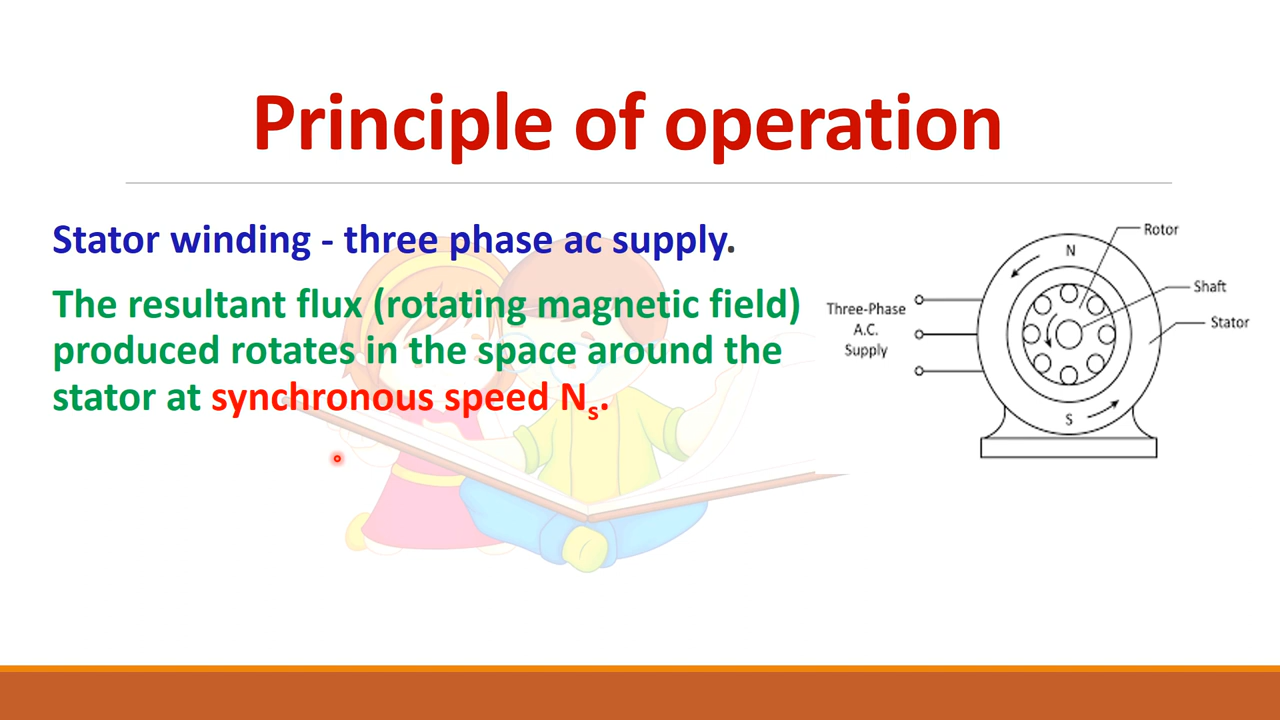 Principle of operation
Stator winding - three phase ac supply.
The resultant flux (rotating magnetic field)
produced rotates in the space around the
stator at synchronous speed Ns.
Three-Phase
A.C.
Supply
N
S
Rotor
Shaft
Stator